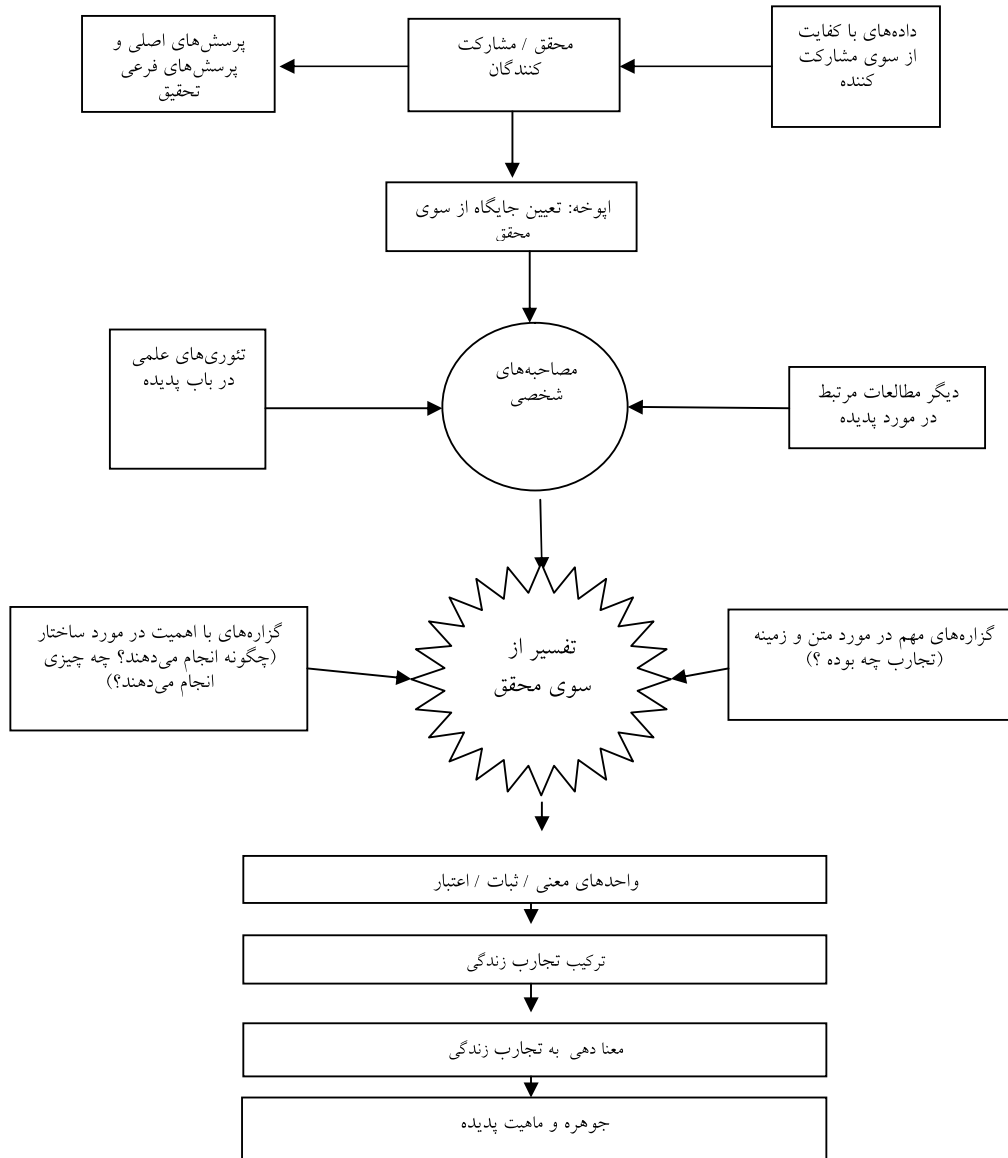 داده‌های با کفایت
از سوی مشارکت
کننده
محقق / مشارکت
کنندگان
پرسش‌های اصلی و
پرسش‌های فرعی
تحقیق
اپوخه: تعیین جایگاه از سوی
محقق
مصاحبه‌های
شخصی
دیگر مطالعات مرتبط
در مورد پدیده
تئوری‌های علمی
در باب پدیده
گزاره‌های مهم در مورد متن و زمینه
(تجارب چه بوده ؟)
تفسیر از
سوی محقق
گزاره‌های با اهمیت در مورد ساختار
(چگونه انجام می‌دهند؟ چه چیزی
انجام می‌دهند؟)
واحدهای معنی / ثبات / اعتبار
ترکیب تجارب زندگی
معنا دهی به تجارب زندگی
جوهره و ماهیت پدیده